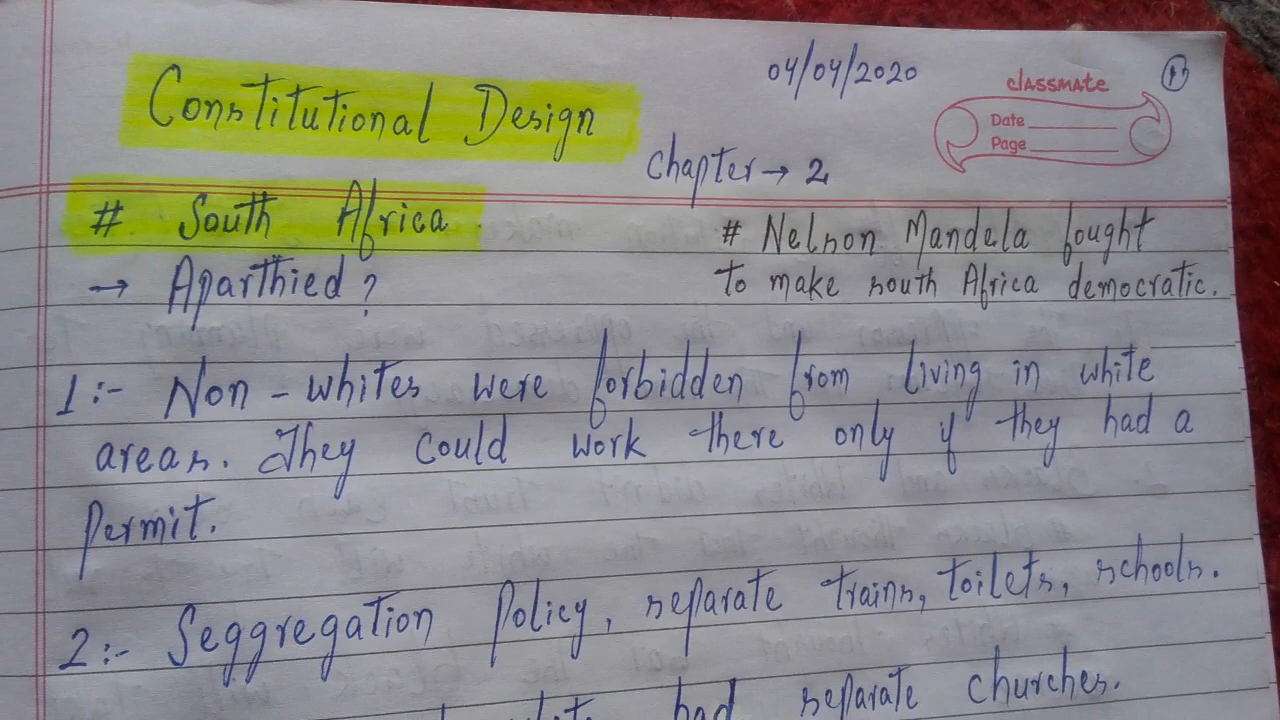 04/04/2020
classmate
Date
Page
Constitutional Design
Chapter → 2
# South Africa
→ Aparthied ?
# Nelson Mandela fought
to make south Africa democratic.
1 :- Non - whites were forbidden from living in white
areas. They could work there only if they had a
permit.
2 :- Seggregation Policy, separate trains, toilets, schools.
had separate churches.